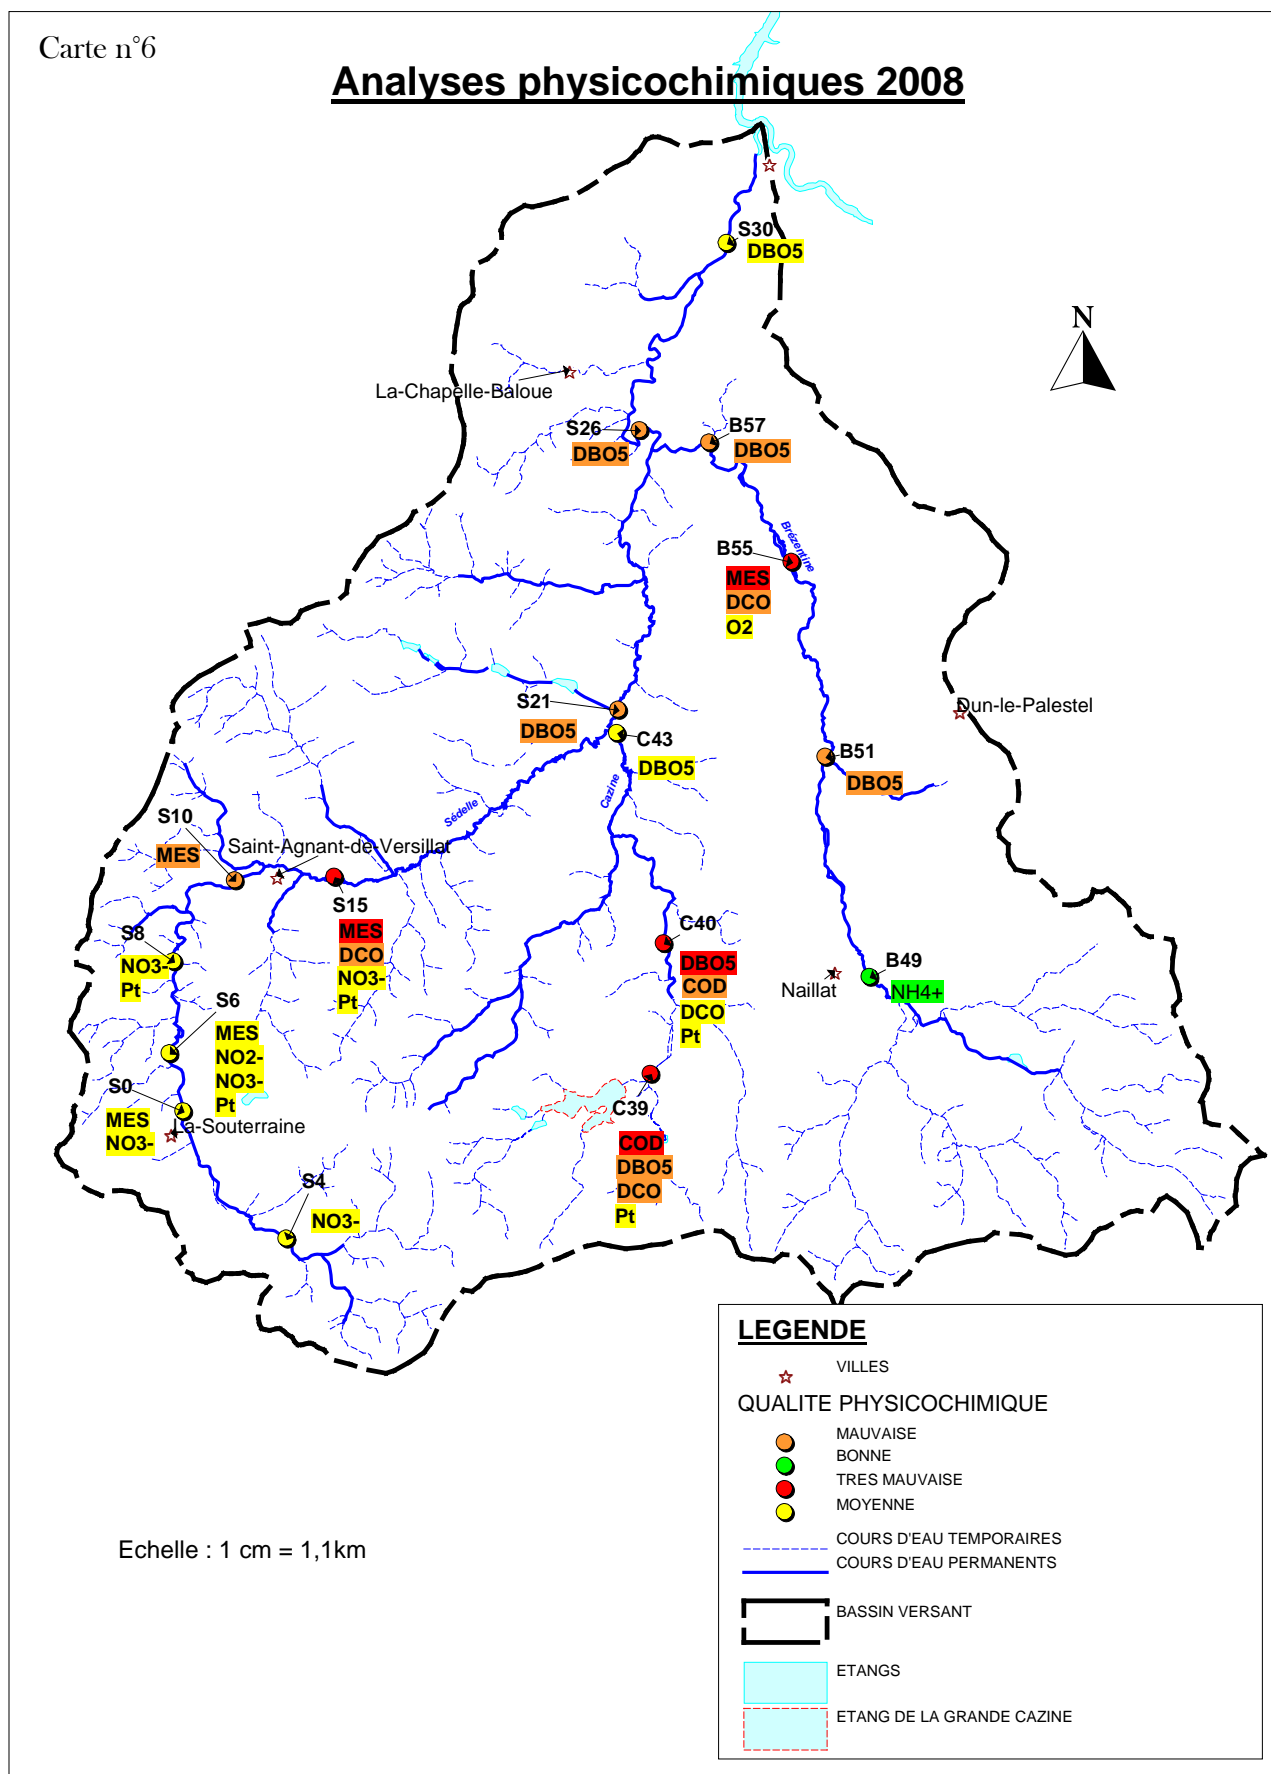 Carte n°6
Analyses physicochimiques 2008
S30
DBO5
N
La-Chapelle-Baloue
S26
DBO5
B57
DBO5
Brézentine
B55
MES
DCO
O2
S21
DBO5
C43
DBO5
Dun-le-Palestel
B51
DBO5
Cazine
Sédelle
S10
MES
Saint-Agnant-de-Versillat
S15
MES
DCO
NO3-
Pt
S8
NO3-
Pt
C40
DBO5
COD
DCO
Pt
B49
NH4+
Naillat
S6
MES
NO2-
NO3-
Pt
S0
MES
NO3-
La-Souterraine
C39
COD
DBO5
DCO
Pt
S4
NO3-
LEGENDE
VILLES
QUALITE PHYSICOCHIMIQUE
MAUVAISE
BONNE
TRES MAUVAISE
MOYENNE
COURS D'EAU TEMPORAIRES
COURS D'EAU PERMANENTS
BASSIN VERSANT
ETANGS
ETANG DE LA GRANDE CAZINE
Echelle : 1 cm = 1,1km